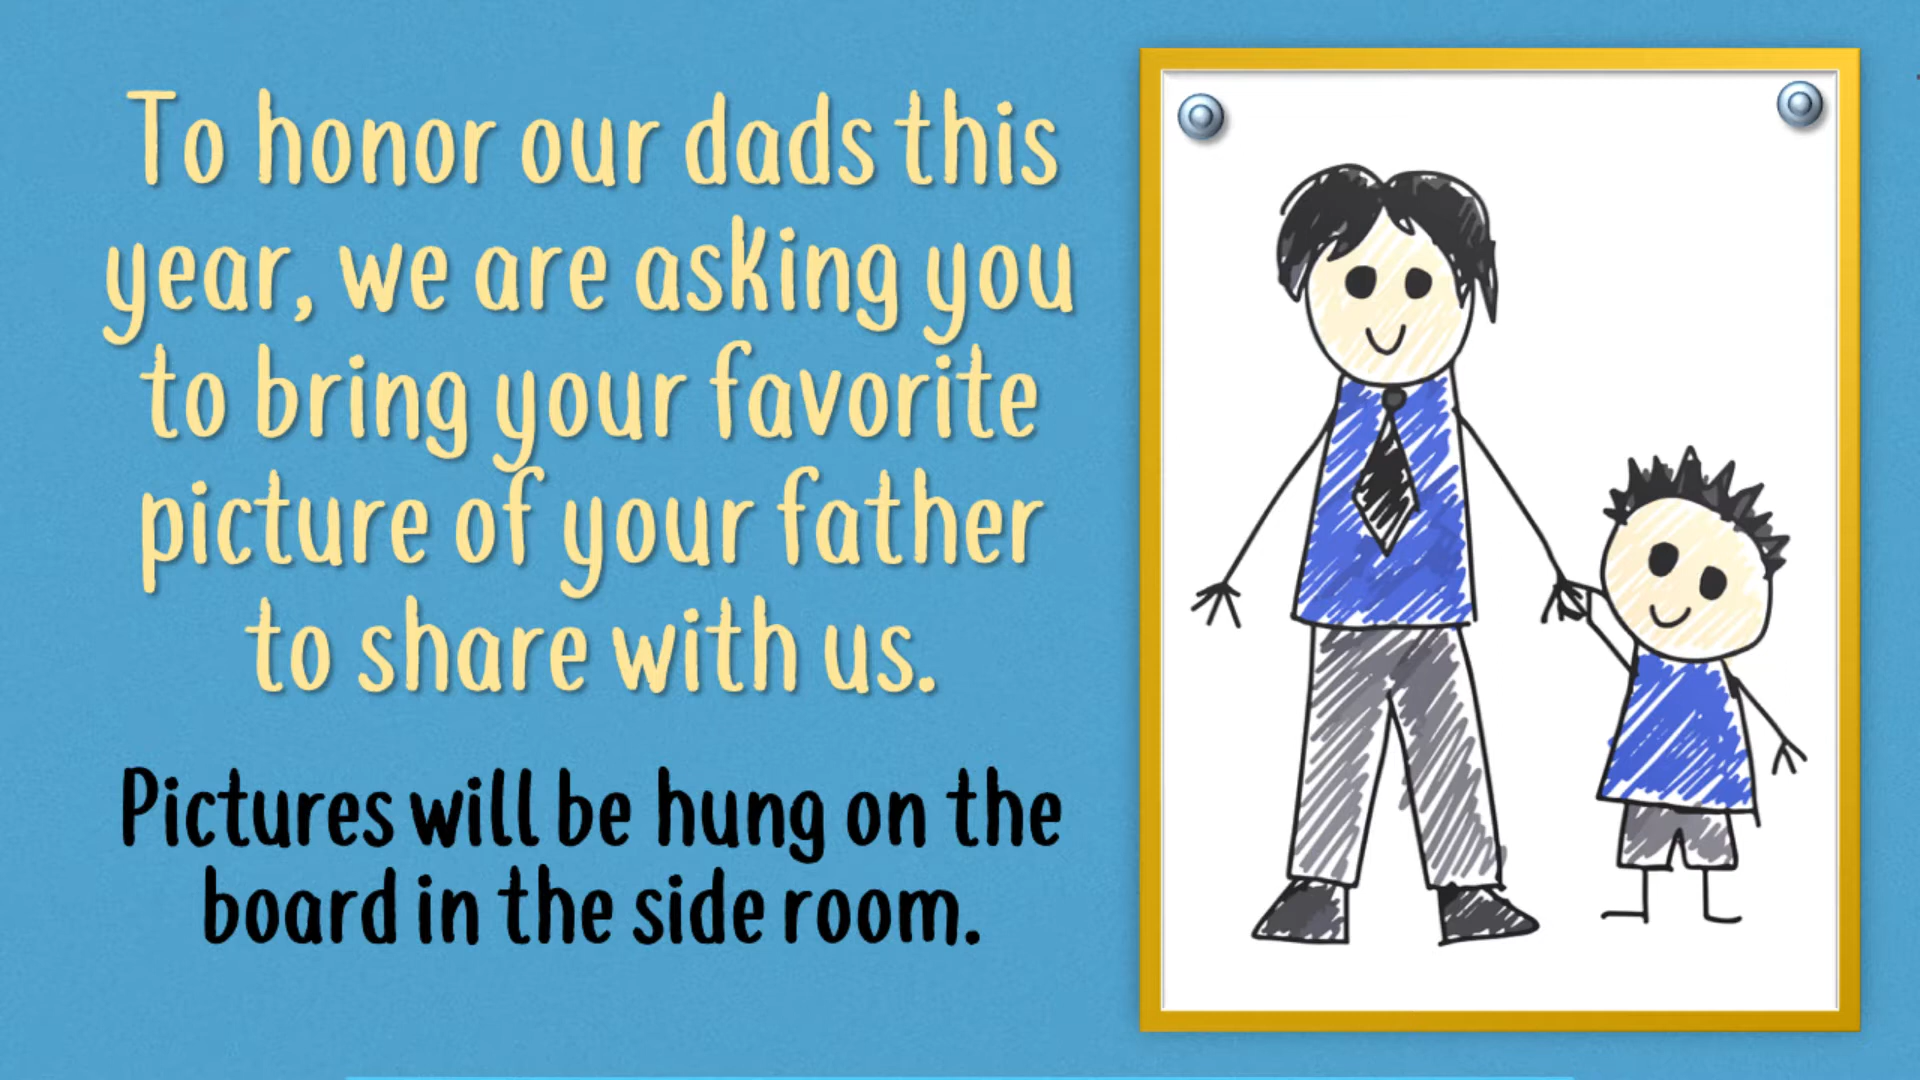 To honor our dads this
year, we are asking you
to bring your favorite
picture of your father
to share with us.
Pictures will be hung on the
board in the side room.